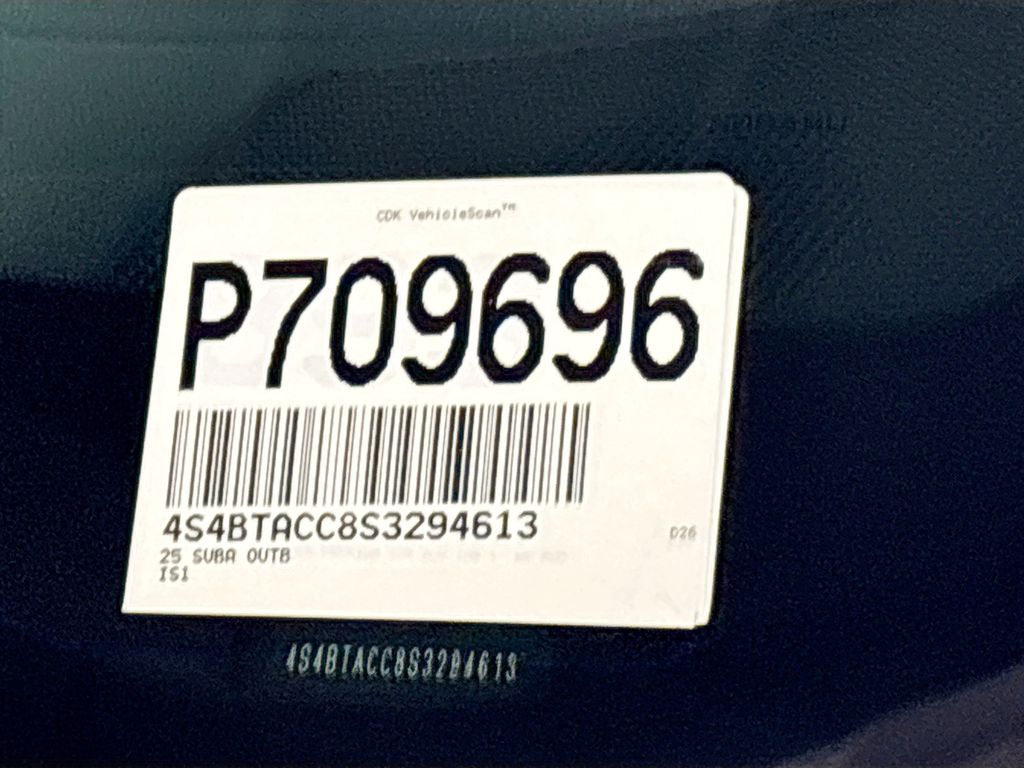 CDK VehicleScan™
P709696
4S4BTACC8S3294613
D26
25 SUBA OUTB
IS1
4S4BTACC8S3294613